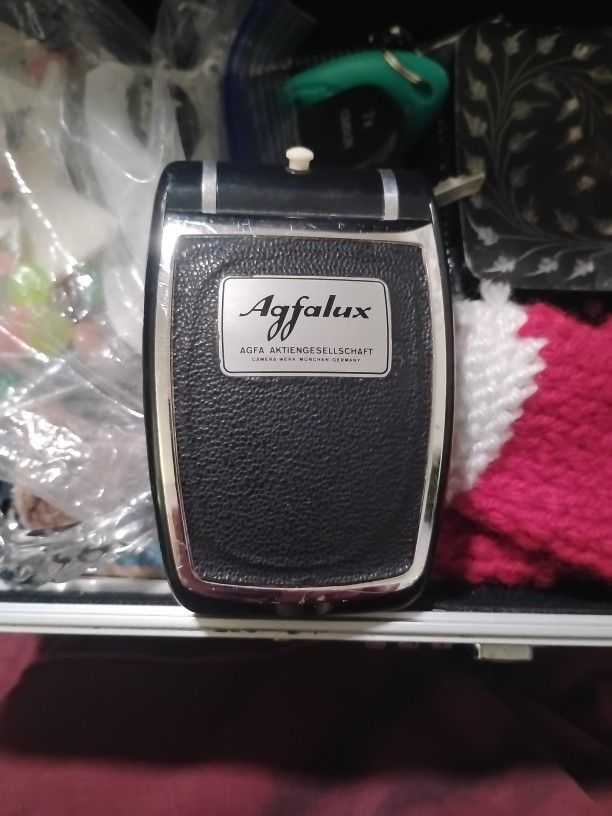 Agfalux
AGFA AKTIENGESELLSCHAFT
CAMERA-WERK MÜNCHEN GERMANY